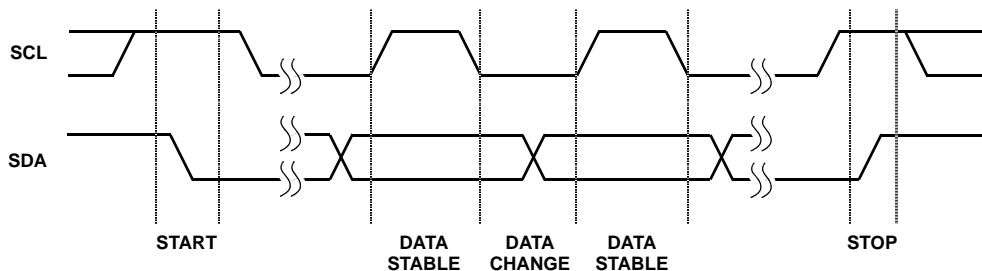 SCL
SDA
START
DATA
STABLE
DATA
CHANGE
DATA
STABLE
STOP